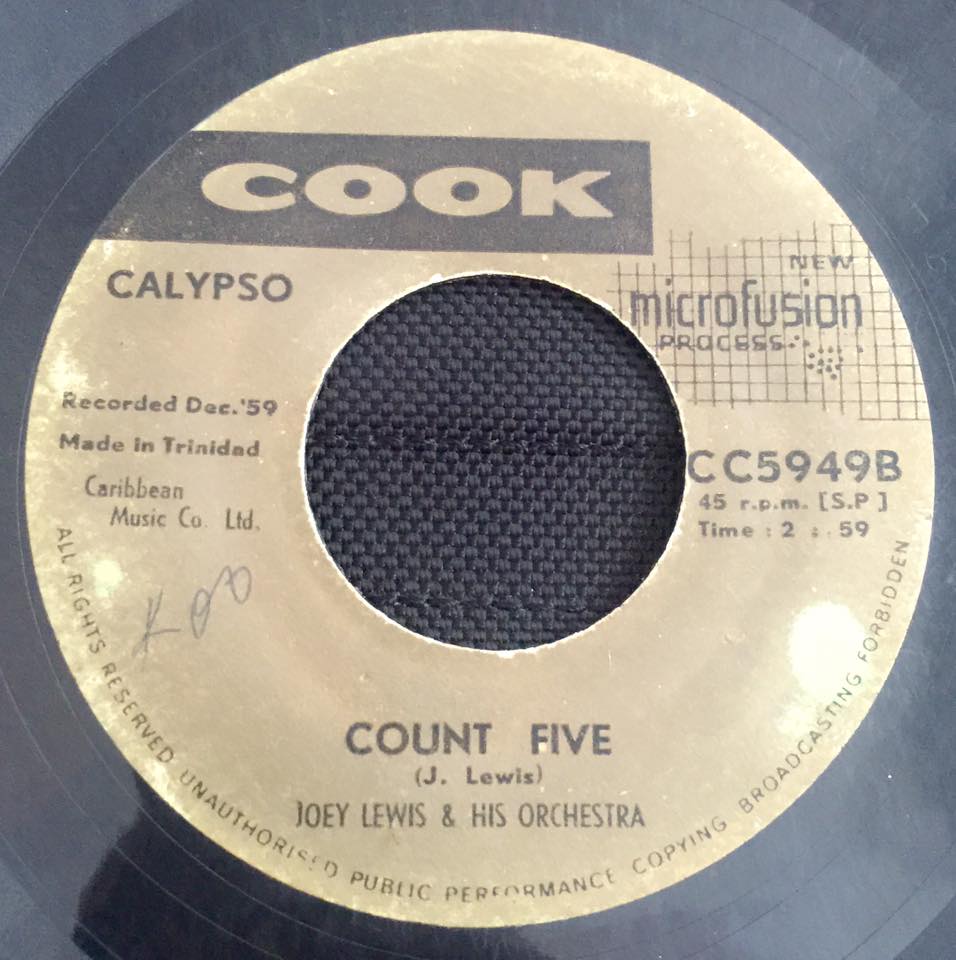 COOK
CALYPSO
NEW
microfusion
PROCESS
Recorded Dec.'59
Made in Trinidad
Caribbean
Music Co. Ltd.
CC5949B
45 r.p.m. [S.P]
Time : 2 : 59
COUNT FIVE
(J. Lewis)
JOEY LEWIS & HIS ORCHESTRA
ALL RIGHTS RESERVED UNAUTHORISED PUBLIC PERFORMANCE COPYING BROADCASTING FORBIDDEN